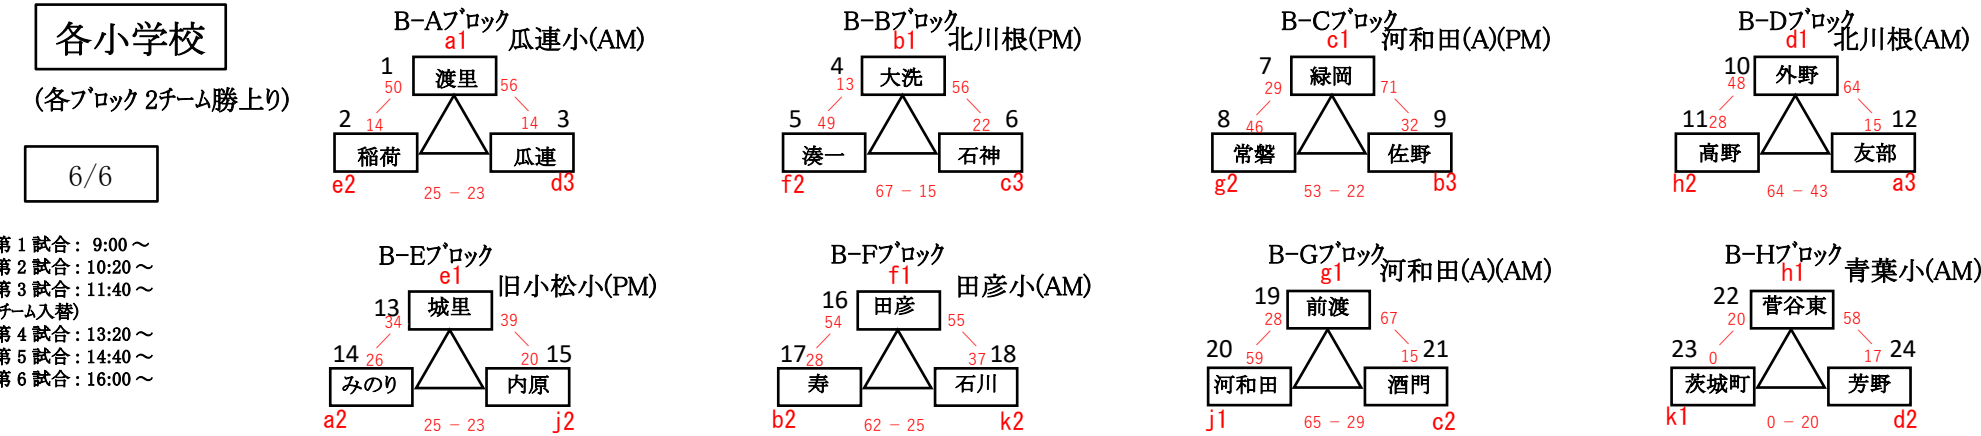 各小学校
(各ブロック 2チーム勝上り)
6/6
第 1 試合： 9:00 ～
第 2 試合：10:20 ～
第 3 試合：11:40 ～
チーム入替)
第 4 試合：13:20 ～
第 5 試合：14:40 ～
第 6 試合：16:00 ～
B-Aブロック
a1 瓜連小(AM)
1 渡里
50 56
2 14 14 3
稲荷 瓜連
e2 25 - 23 d3
B-Bブロック
b1 北川根(PM)
4 大洗
13 56
5 49 22 6
湊一 石神
f2 67 - 15 c3
B-Cブロック
c1 河和田(A)(PM)
7 緑岡
29 71
8 46 32 9
常磐 佐野
g2 53 - 22 b3
B-Dブロック
d1 北川根(AM)
10 外野
48 64
11 28 15 12
高野 友部
h2 64 - 43 a3
B-Eブロック
e1 旧小松小(PM)
13 城里
34 39
14 26 20 15
みのり 内原
a2 25 - 23 j2
B-Fブロック
f1 田彦小(AM)
16 田彦
54 55
17 28 37 18
寿 石川
b2 62 - 25 k2
B-Gブロック
g1 河和田(A)(AM)
19 前渡
28 67
20 59 15 21
河和田 酒門
j1 65 - 29 c2
B-Hブロック
h1 青葉小(AM)
22 菅谷東
20 58
23 0 17 24
茨城町 芳野
k1 0 - 20 d2